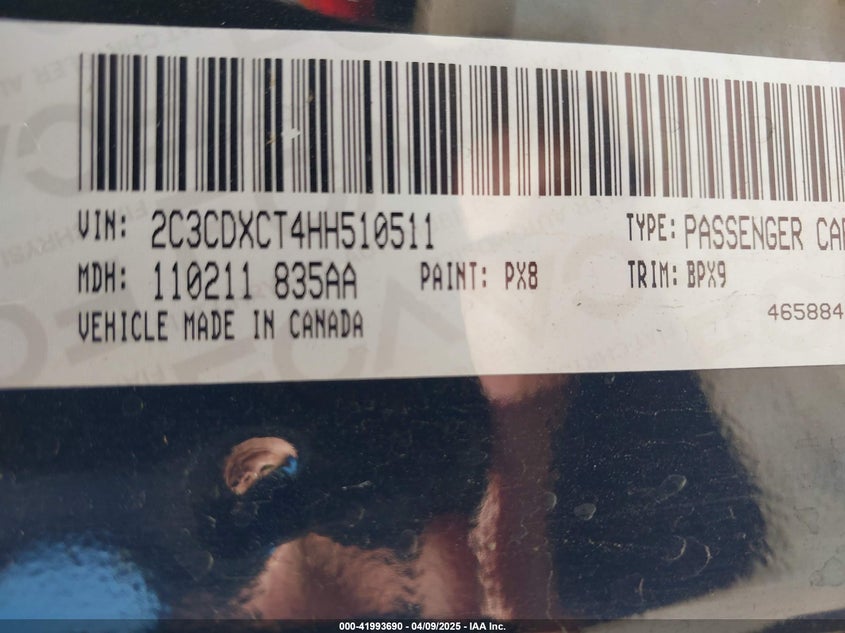 VIN: 2C3CDXCT4HH510511 TYPE: PASSENGER CAR
MDH: 110211 835AA PAINT: PX8 TRIM: BPX9
VEHICLE MADE IN CANADA 465884
000-41993690 - 04/09/2025 - IAA Inc.